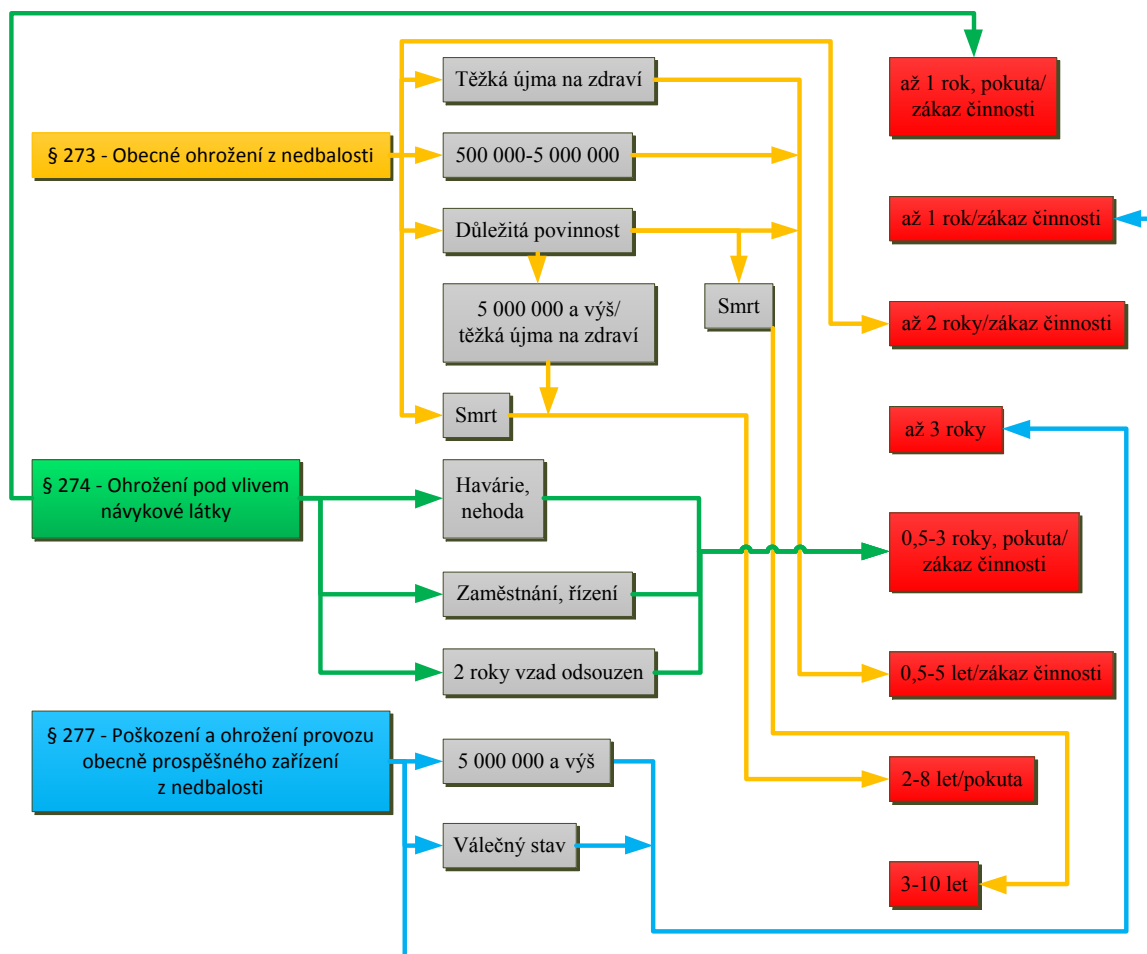 § 273 - Obecné ohrožení z nedbalosti
§ 274 - Ohrožení pod vlivem
návykové látky
§ 277 - Poškození a ohrožení provozu
obecně prospěšného zařízení
z nedbalosti
Těžká újma na zdraví
500 000-5 000 000
Důležitá povinnost
5 000 000 a výš/
těžká újma na zdraví
Smrt
Smrt
Havárie,
nehoda
Zaměstnání, řízení
2 roky vzad odsouzen
5 000 000 a výš
Válečný stav
až 1 rok, pokuta/
zákaz činnosti
až 1 rok/zákaz činnosti
až 2 roky/zákaz činnosti
až 3 roky
0,5-3 roky, pokuta/
zákaz činnosti
0,5-5 let/zákaz činnosti
2-8 let/pokuta
3-10 let